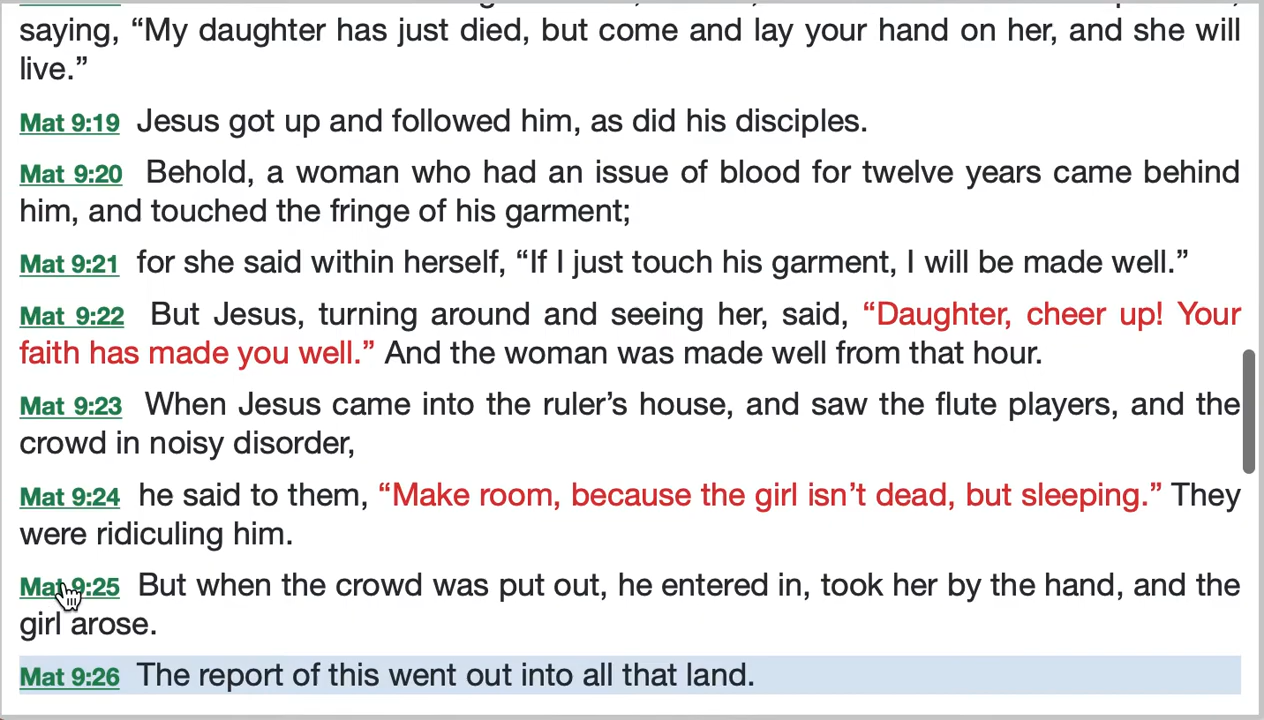 saying, “My daughter has just died, but come and lay your hand on her, and she will
live.”
Mat 9:19 Jesus got up and followed him, as did his disciples.
Mat 9:20 Behold, a woman who had an issue of blood for twelve years came behind
him, and touched the fringe of his garment;
Mat 9:21 for she said within herself, “If I just touch his garment, I will be made well.”
Mat 9:22 But Jesus, turning around and seeing her, said, “Daughter, cheer up! Your
faith has made you well.” And the woman was made well from that hour.
Mat 9:23 When Jesus came into the ruler’s house, and saw the flute players, and the
crowd in noisy disorder,
Mat 9:24 he said to them, “Make room, because the girl isn’t dead, but sleeping.” They
were ridiculing him.
Mat 9:25 But when the crowd was put out, he entered in, took her by the hand, and the
girl arose.
Mat 9:26 The report of this went out into all that land.